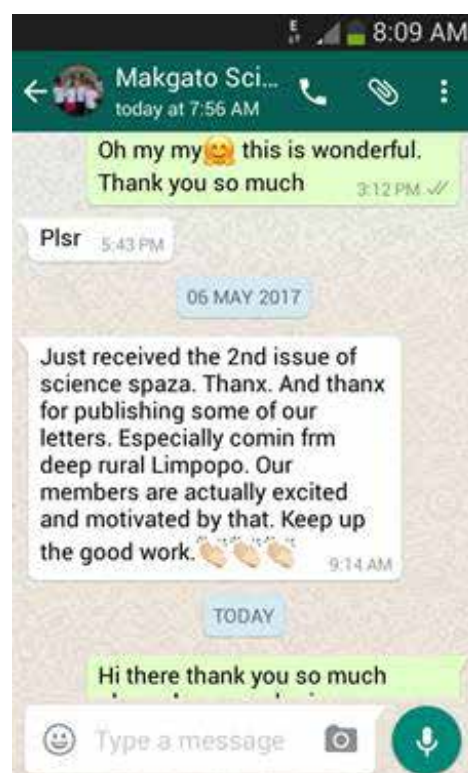 E 8:09 AM
Makgato Sci...
today at 7:56 AM
Oh my my🤗 this is wonderful.
Thank you so much 3:12 PM
Plsr 5:43 PM
06 MAY 2017
Just received the 2nd issue of
science spaza. Thanx. And thanx
for publishing some of our
letters. Especially comin frm
deep rural Limpopo. Our
members are actually excited
and motivated by that. Keep up
the good work.👏🏻👏🏻👏🏻 9:14 AM
TODAY
Hi there thank you so much
Type a message